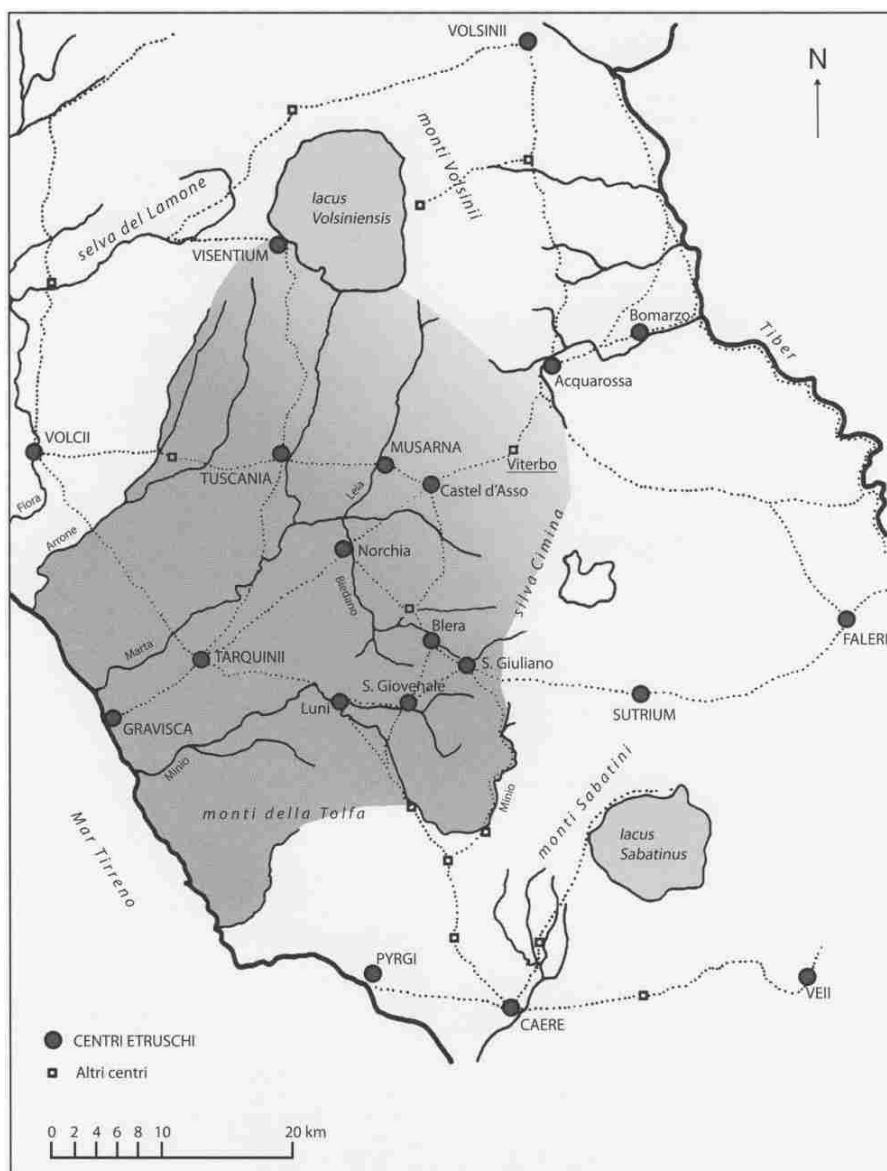 VOLSINII
N
monti Volsinii
lacus
Volsiniensis
selva del Lamone
VISENTIUM
Bomarzo
Tiber
Acquarossa
VOLCII
TUSCANIA
MUSARNA
Viterbo
Castel d'Asso
Leia
Fiora
Arrone
Norchia
silva Cimina
Biedano
Marta
Blera
FALERI
TARQUINII
S. Giuliano
S. Giovenale
Luni
SUTRIUM
GRAVISCA
Minio
monti della Tolfa
Minio
monti Sabatini
lacus
Sabatinus
Mar Tirreno
PYRGI
VEII
CAERE
CENTRI ETRUSCHI
Altri centri
0 2 4 6 8 10 20 km